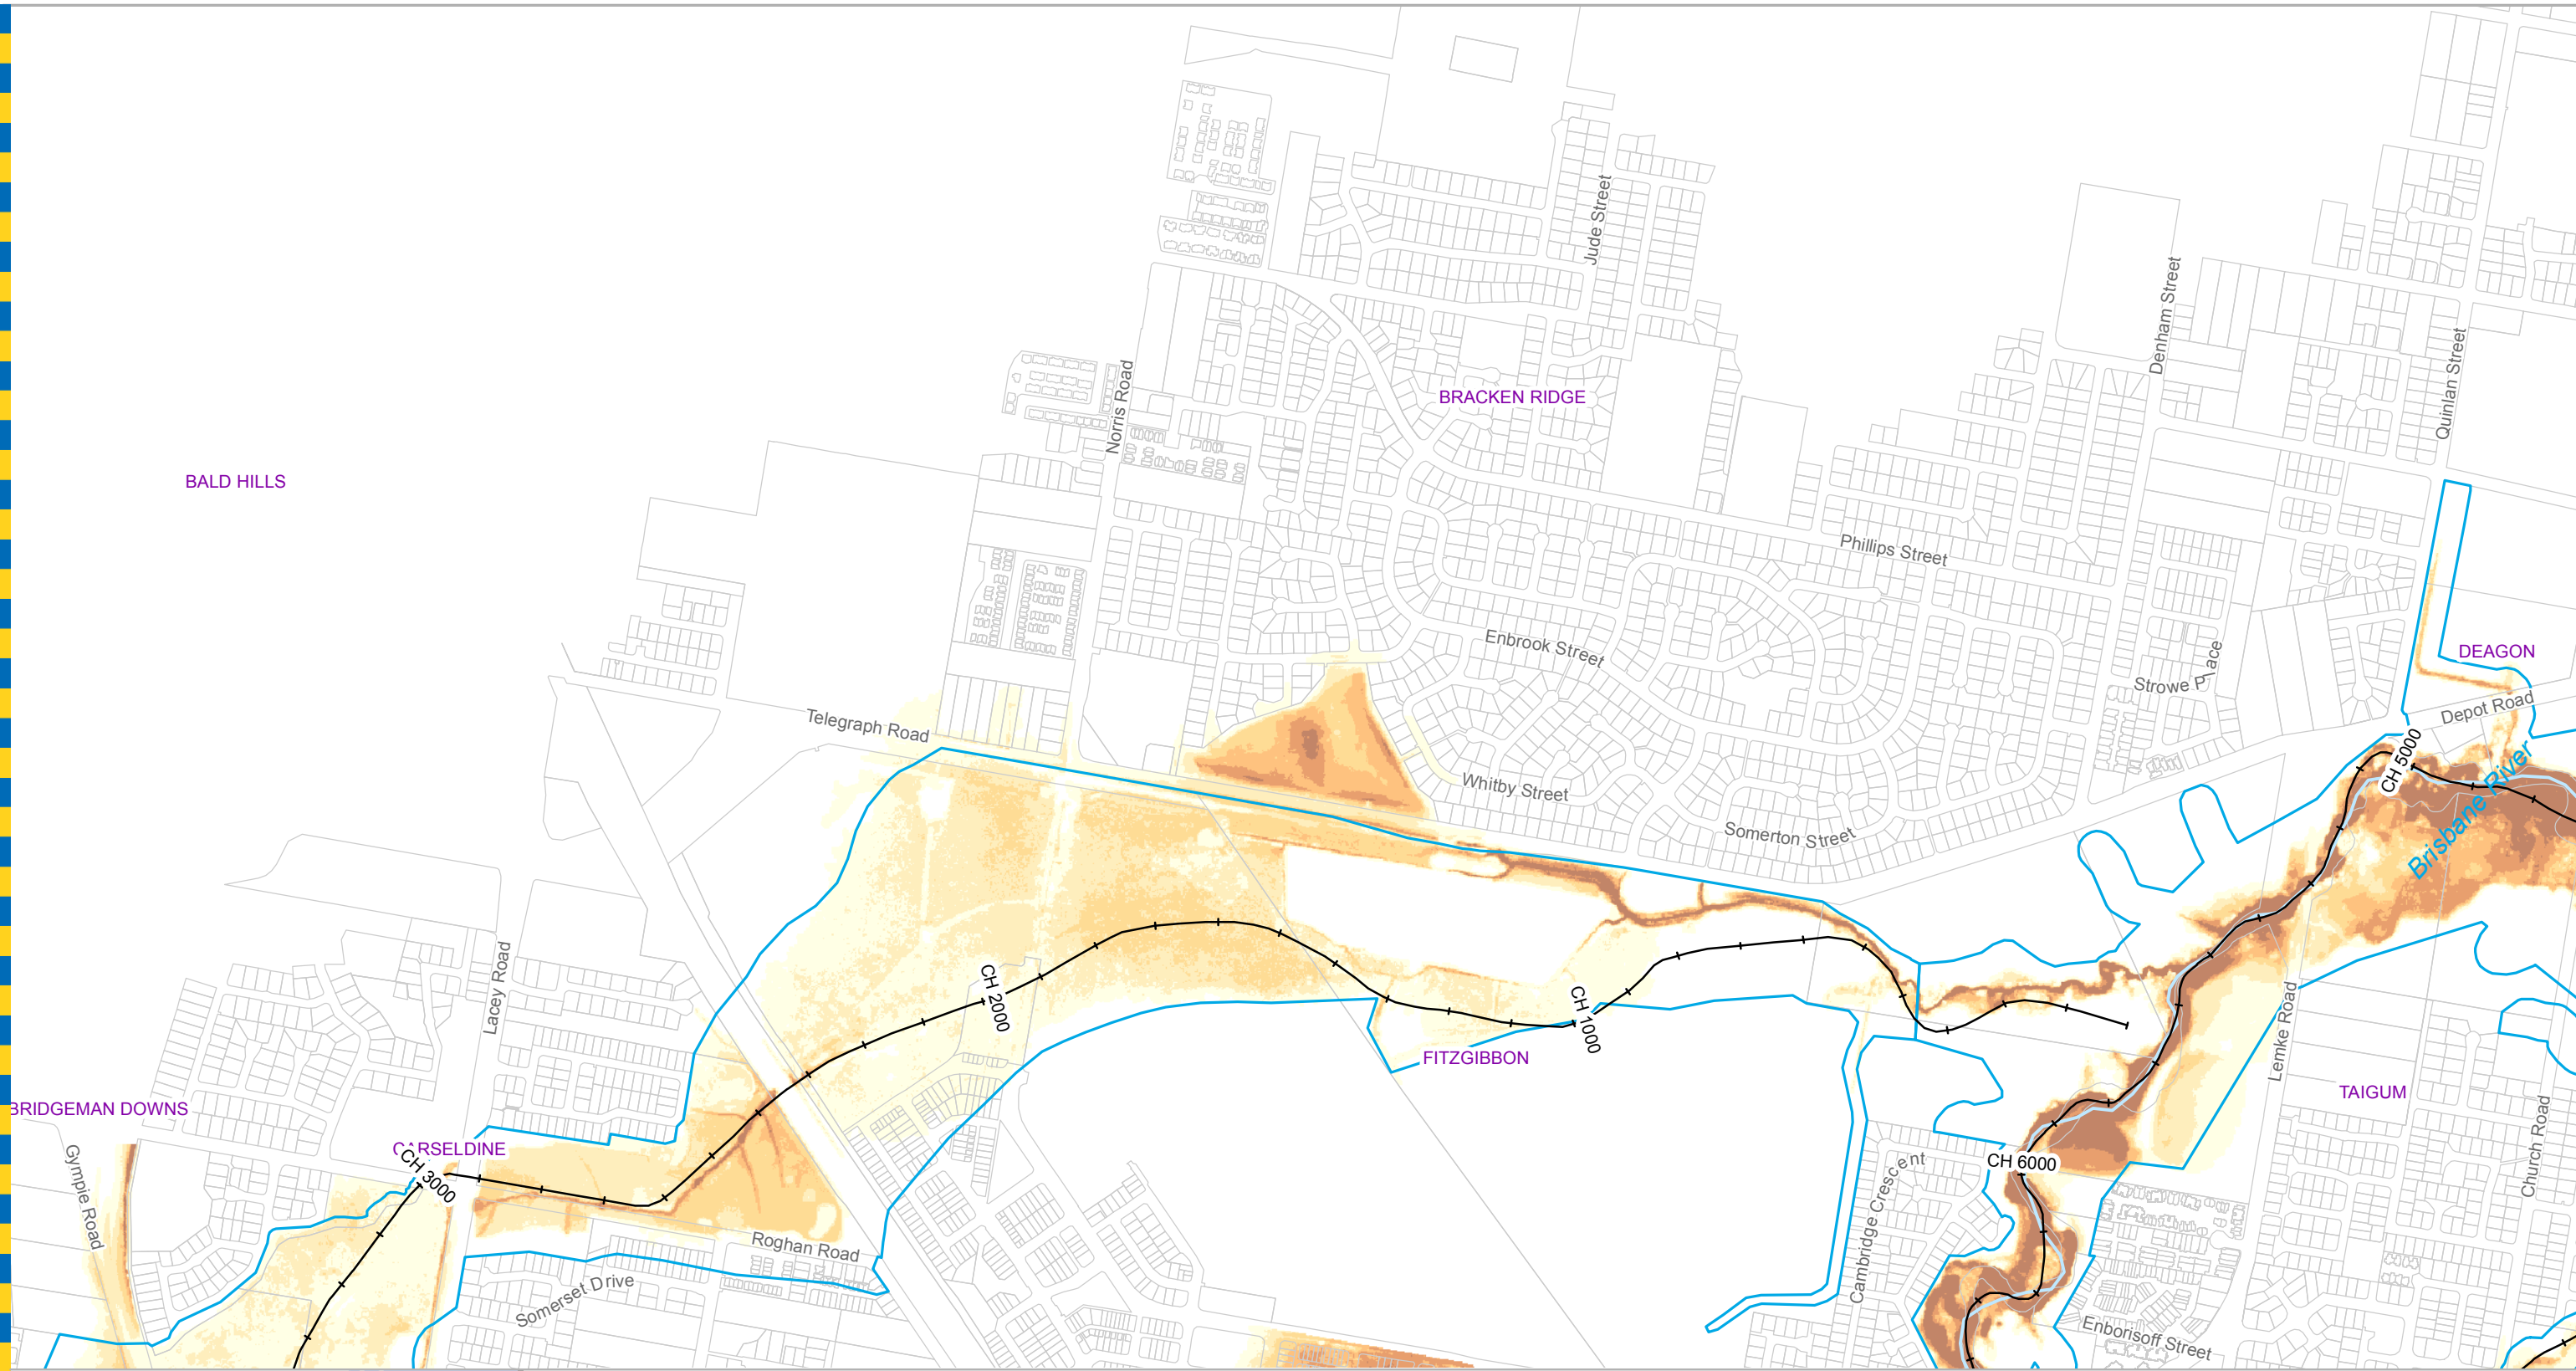 Jude Street
Denham Street
Quinlan Street
Norris Road
BRACKEN RIDGE
BALD HILLS
Phillips Street
Enbrook Street
DEAGON
Strowe Place
Depot Road
Telegraph Road
Whitby Street
CH 5000
Brisbane River
Somerton Street
Lacey Road
CH 2000
CH 1000
Lemke Road
FITZGIBBON
TAIGUM
BRIDGEMAN DOWNS
CARSELDINE
CH 3000
CH 6000
Church Road
Gympie Road
Cambridge Crescent
Roghan Road
Somerset Drive
Enborisoff Street